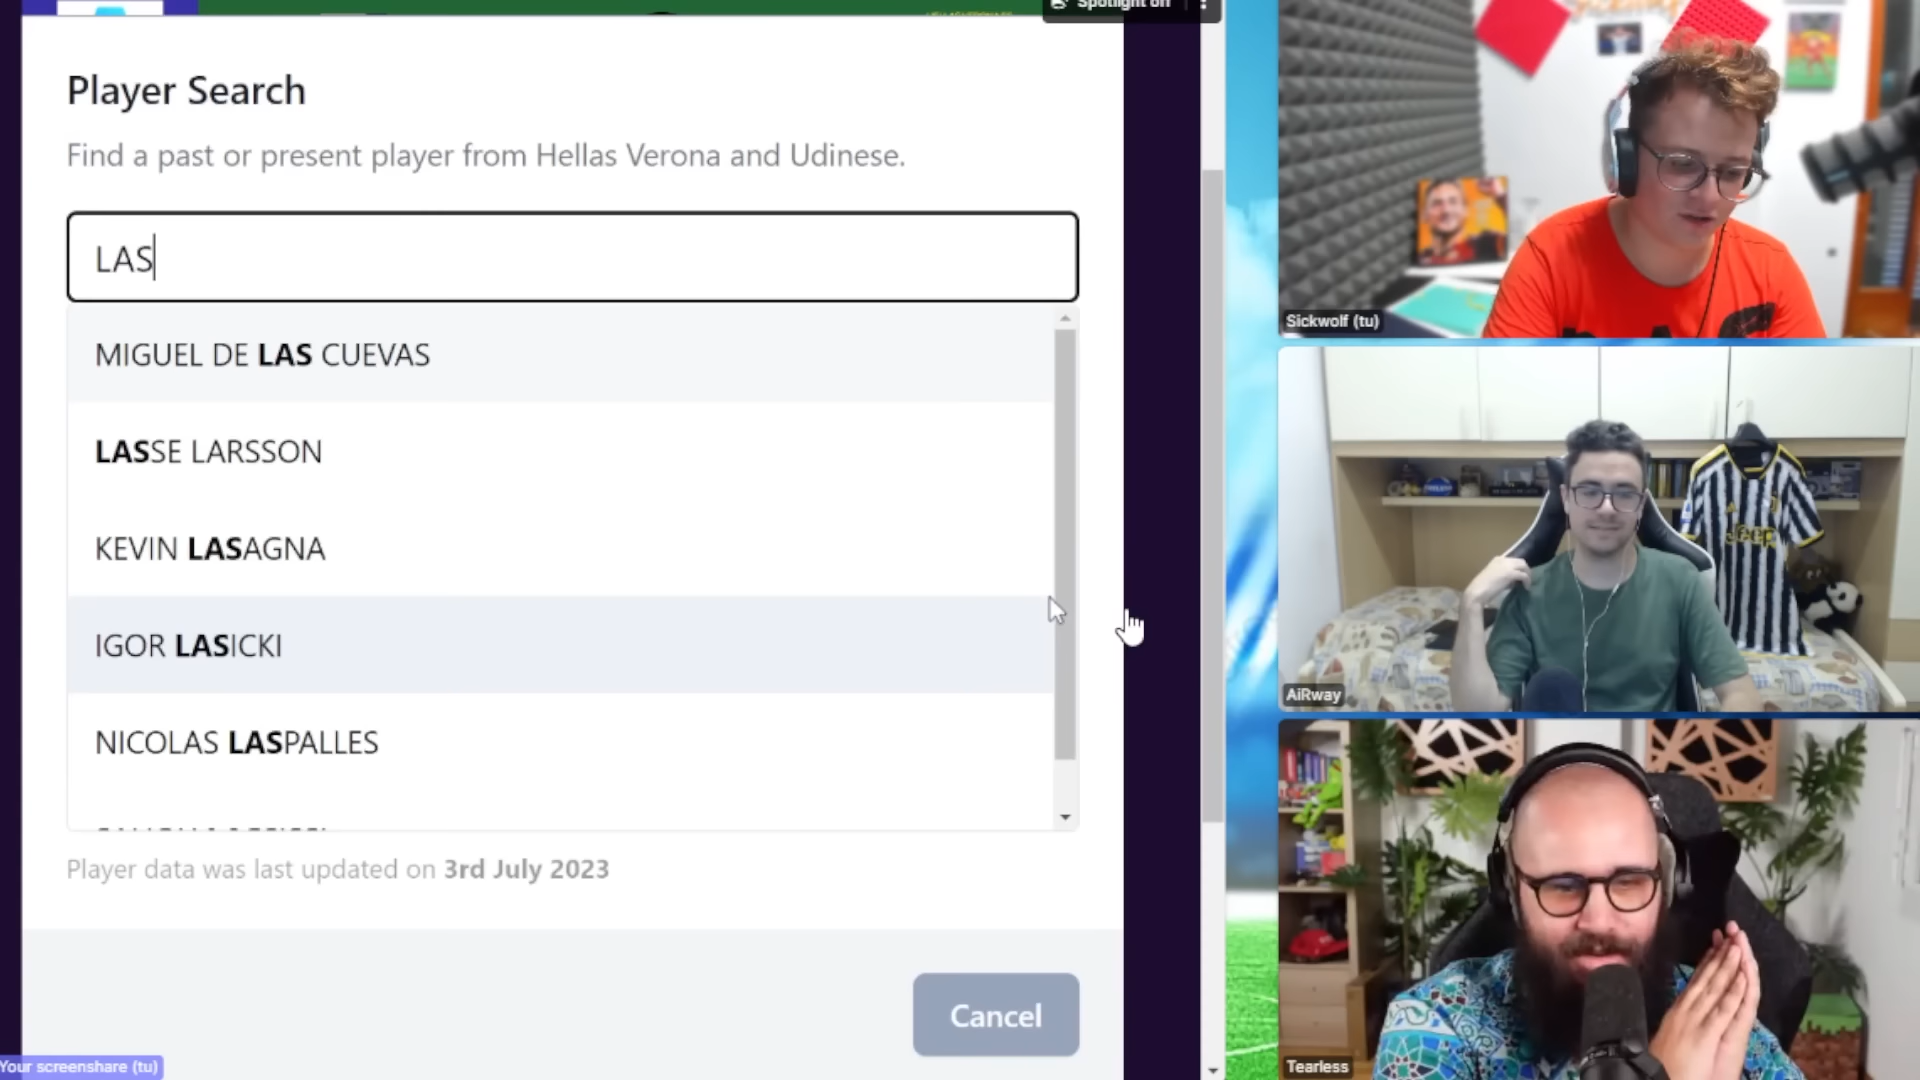 Spotlight off
Player Search
Find a past or present player from Hellas Verona and Udinese.
LAS
MIGUEL DE LAS CUEVAS
LASSE LARSSON
KEVIN LASAGNA
IGOR LASICKI
NICOLAS LASPALLES
Player data was last updated on 3rd July 2023
Cancel
Your screenshare (tu)
Sickwolf (tu)
Jeep
AiRway
Tearless